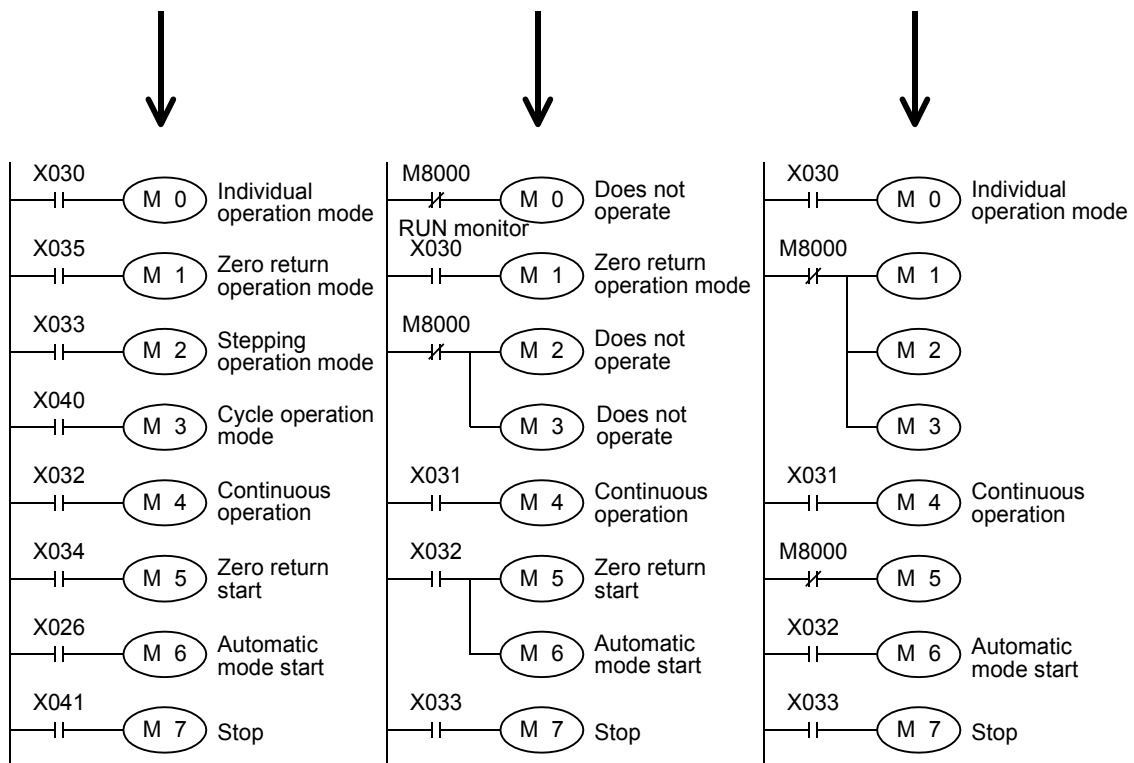 X030
M 0
Individual
operation mode
X035
M 1
Zero return
operation mode
X033
M 2
Stepping
operation mode
X040
M 3
Cycle operation
mode
X032
M 4
Continuous
operation
X034
M 5
Zero return
start
X026
M 6
Automatic
mode start
X041
M 7
Stop
M8000
M 0
Does not
operate
RUN monitor
X030
M 1
Zero return
operation mode
M8000
M 2
Does not
operate
M 3
Does not
operate
X031
M 4
Continuous
operation
X032
M 5
Zero return
start
M 6
Automatic
mode start
X033
M 7
Stop
X030
M 0
Individual
operation mode
M8000
M 1
M 2
M 3
X031
M 4
Continuous
operation
M8000
M 5
X032
M 6
Automatic
mode start
X033
M 7
Stop